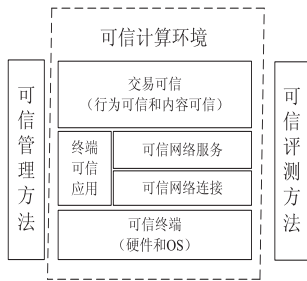 可信计算环境
可信管理方法
交易可信
(行为可信和内容可信)
终端
可信
应用
可信网络服务
可信网络连接
可信终端
(硬件和OS)
可信评测方法